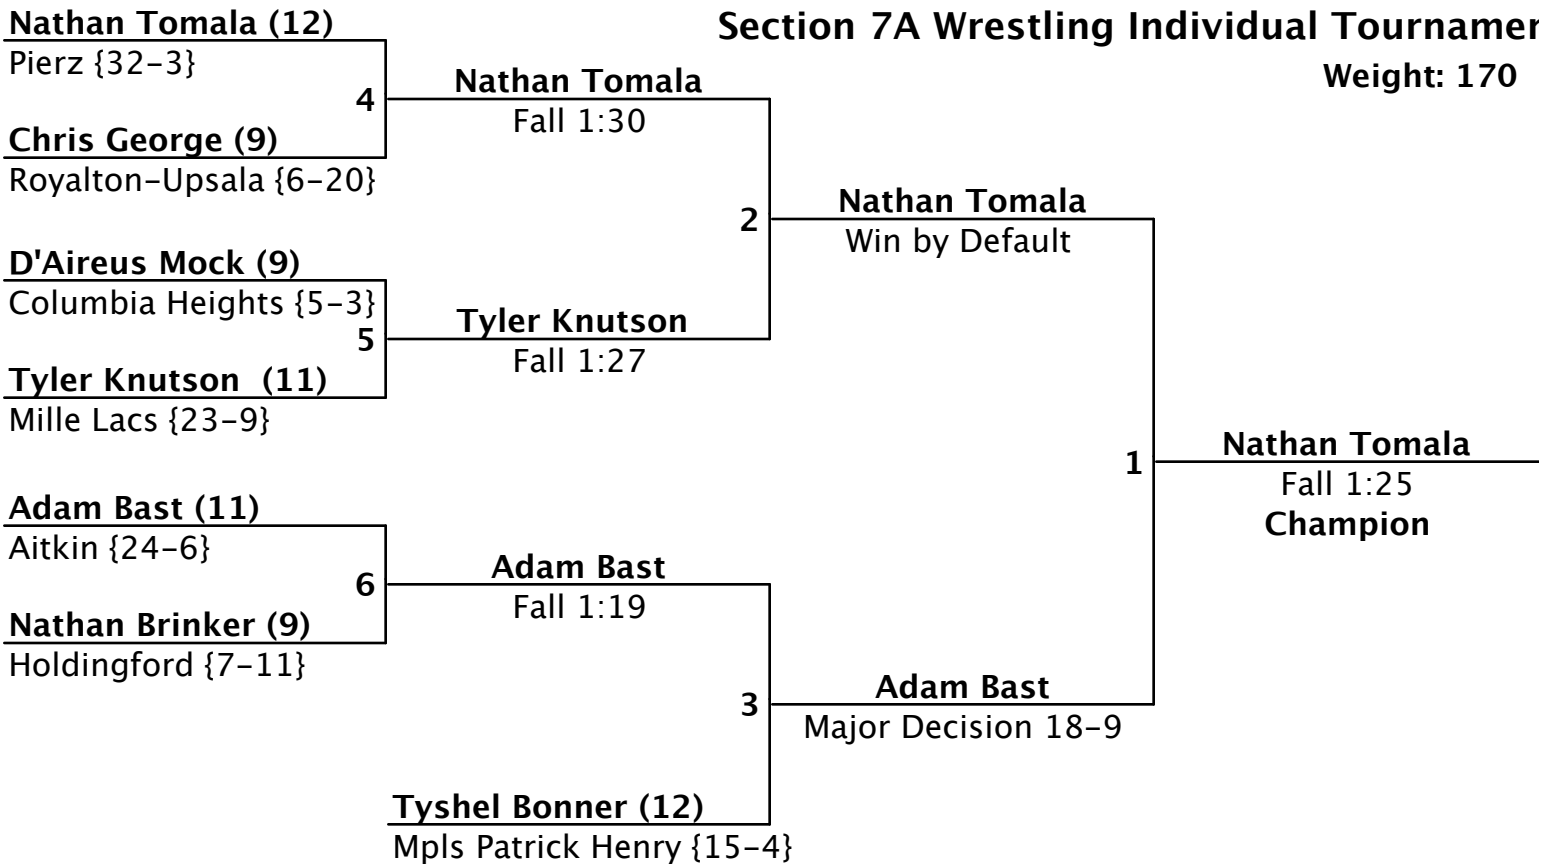 Section 7A Wrestling Individual Tournamer
Weight: 170
Nathan Tomala (12)
Pierz {32-3}
4
Chris George (9)
Royalton-Upsala {6-20}
Nathan Tomala
Fall 1:30
D'Aireus Mock (9)
Columbia Heights {5-3}
5
Tyler Knutson (11)
Mille Lacs {23-9}
Tyler Knutson
Fall 1:27
2
Nathan Tomala
Win by Default
Adam Bast (11)
Aitkin {24-6}
6
Nathan Brinker (9)
Holdingford {7-11}
Adam Bast
Fall 1:19
3
Tyshel Bonner (12)
Mpls Patrick Henry {15-4}
Adam Bast
Major Decision 18-9
1
Nathan Tomala
Fall 1:25
Champion